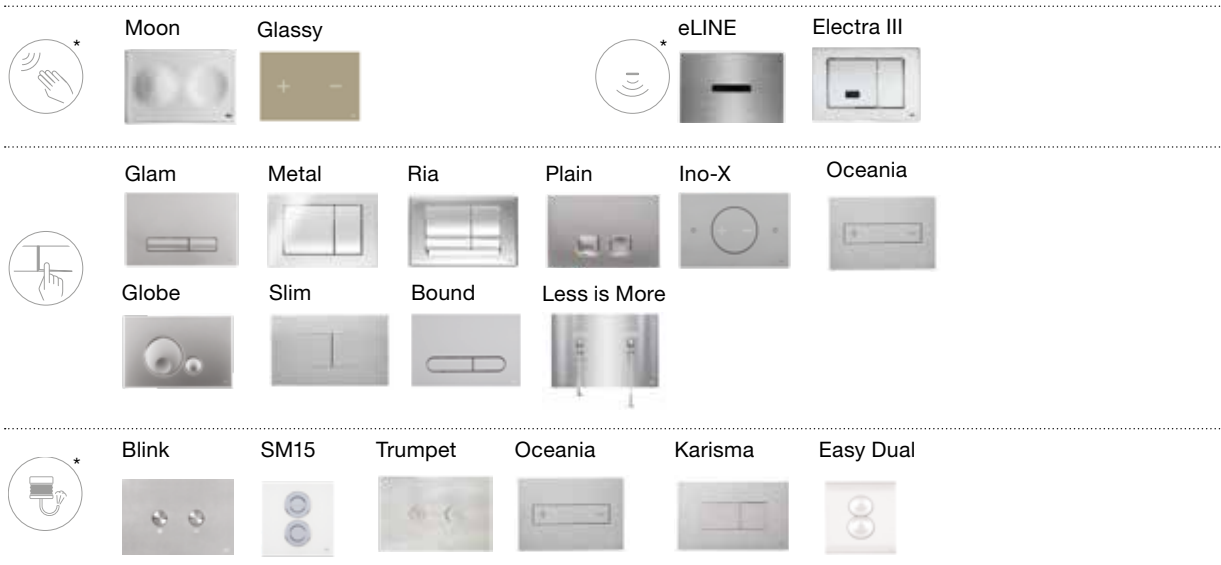 * Moon Glassy * eLINE Electra III
Glam Metal Ria Plain Ino-X Oceania
Globe Slim Bound Less is More
* Blink SM15 Trumpet Oceania Karisma Easy Dual